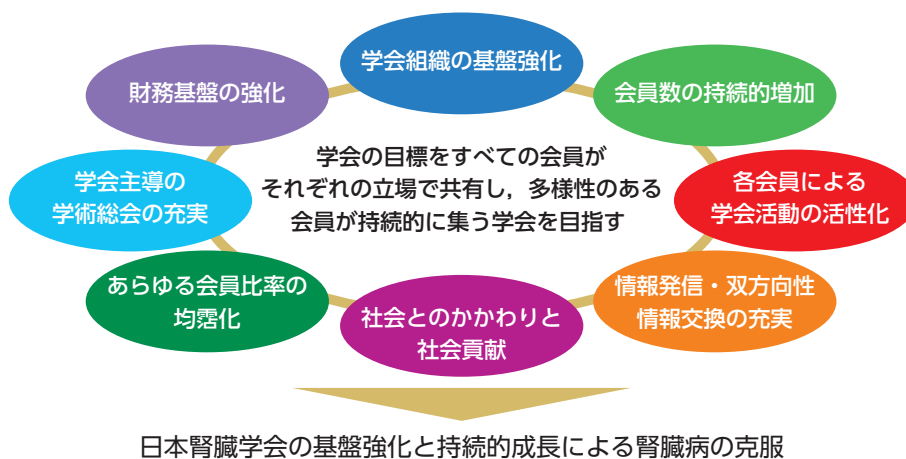 学会組織の基盤強化
財務基盤の強化
会員数の持続的増加
学会の目標をすべての会員が
それぞれの立場で共有し，多様性のある
会員が持続的に集う学会を目指す
学会主導の
学術総会の充実
各会員による
学会活動の活性化
あらゆる会員比率の
均霑化
情報発信・双方向性
情報交換の充実
社会とのかかわりと
社会貢献
日本腎臓学会の基盤強化と持続的成長による腎臓病の克服